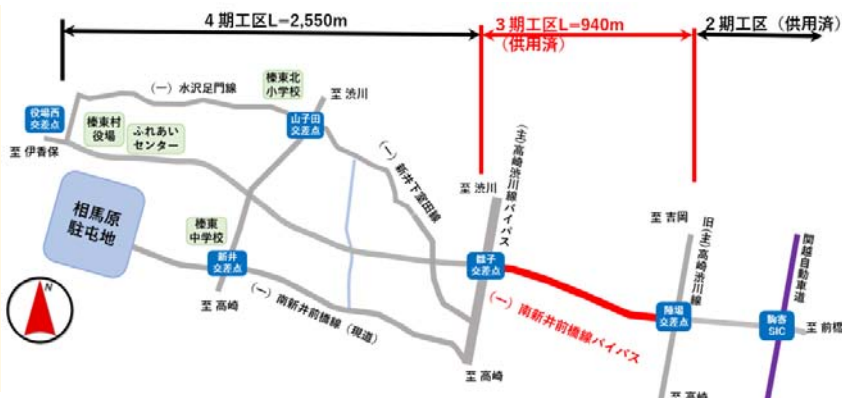 4期工区L=2,550m
3期工区L=940m
(供用済)
2期工区(供用済)
(一)水沢足門線
榛東北
小学校
至 渋川
役場西
交差点
榛東村
役場
ふれあい
センター
山子田
交差点
至 伊香保
(一)新井下室田線
(主)高崎渋川線バイパス
至 渋川
相馬原
駐屯地
榛東
中学校
新井
交差点
至 吉岡
旧(主)高崎渋川線
関越自動車道
交差点
N
至 高崎
(一)南新井前橋線(現道)
(一)南新井前橋線バイパス
陣場
交差点
駒寄
SIC
至 前橋
至 高崎
至 高崎